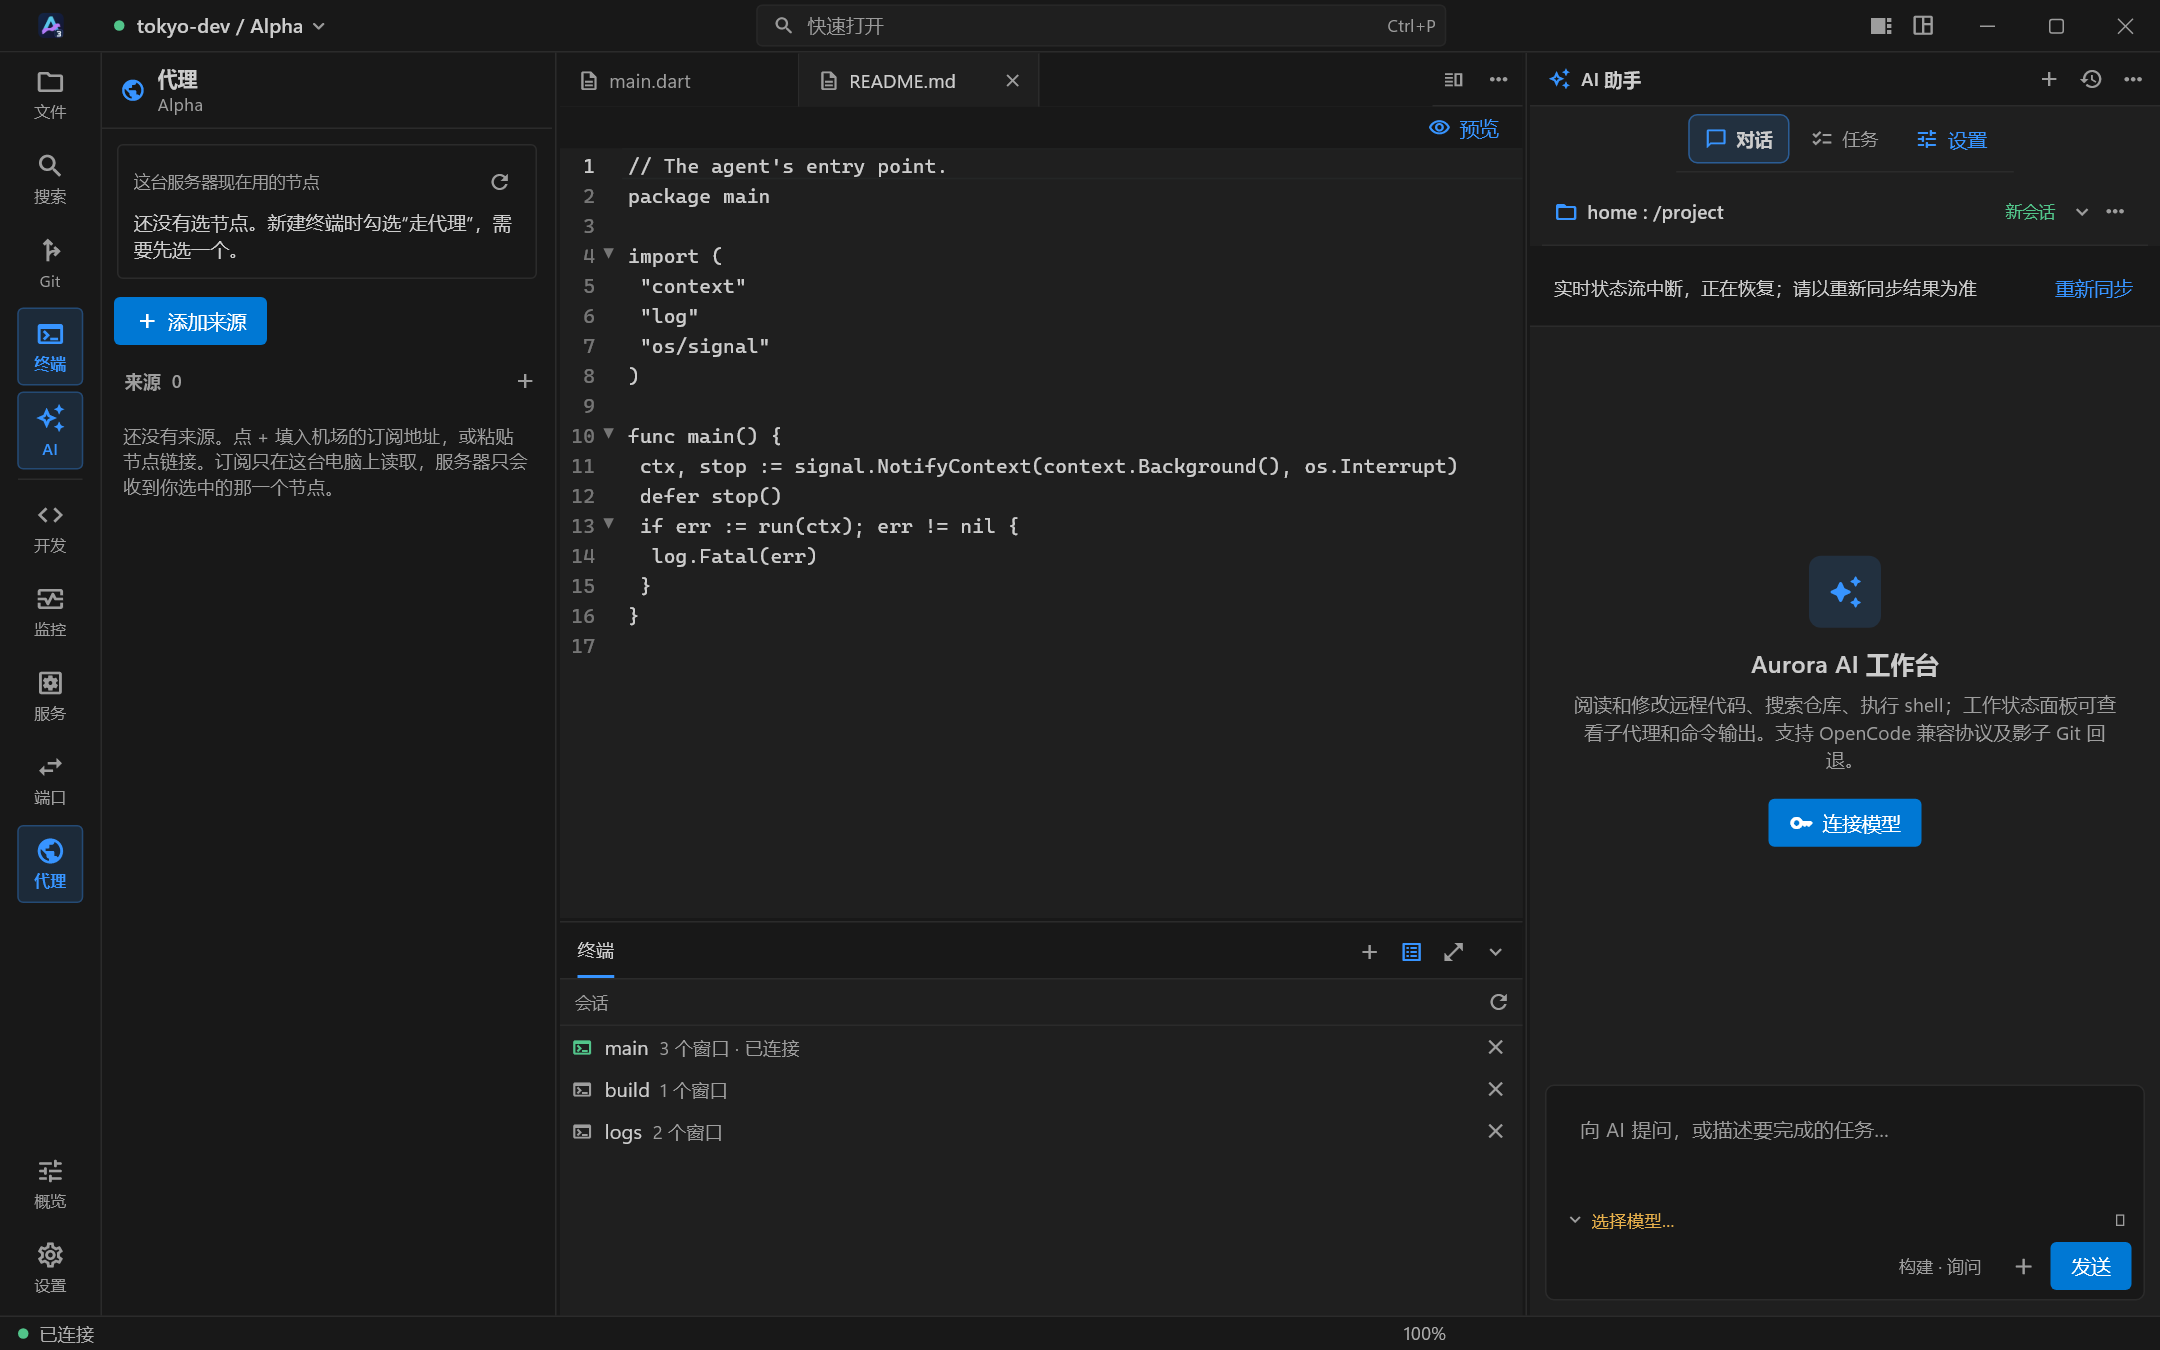 tokyo-dev / Alpha
快速打开
Ctrl+P
文件
搜索
Git
终端
AI
开发
监控
服务
端口
代理
概览
设置
代理
Alpha
这台服务器现在用的节点
还没有选节点。新建终端时勾选“走代理”，需
要先选一个。
添加来源
来源 0
还没有来源。点 + 填入机场的订阅地址，或粘贴
节点链接。订阅只在这台电脑上读取，服务器只会
收到你选中的那一个节点。
main.dart
README.md
预览
1 // The agent's entry point.
2 package main
3
4 import (
5 "context"
6 "log"
7 "os/signal"
8 )
9
10 func main() {
11 ctx, stop := signal.NotifyContext(context.Background(), os.Interrupt)
12 defer stop()
13 if err := run(ctx); err != nil {
14 log.Fatal(err)
15 }
16 }
17
终端
会话
main 3 个窗口 · 已连接
build 1 个窗口
logs 2 个窗口
AI 助手
对话
任务
设置
home : /project
新会话
实时状态流中断，正在恢复；请以重新同步结果为准
重新同步
Aurora AI 工作台
阅读和修改远程代码、搜索仓库、执行 shell；工作状态面板可查
看子代理和命令输出。支持 OpenCode 兼容协议及影子 Git 回
退。
连接模型
向 AI 提问，或描述要完成的任务...
选择模型...
构建 · 询问
发送
已连接
100%